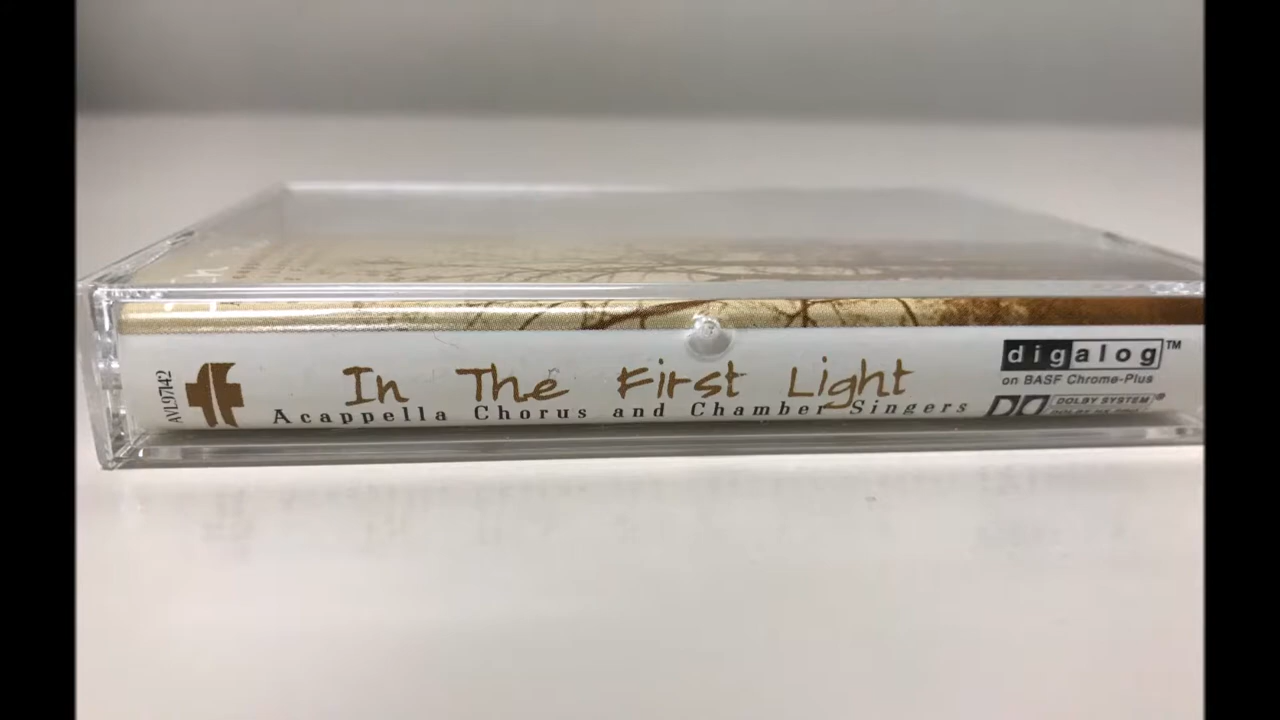 AVL97142
In The First Light
Acappella Chorus and Chamber Singers
digalog™
on BASF Chrome-Plus
DOLBY SYSTEM®